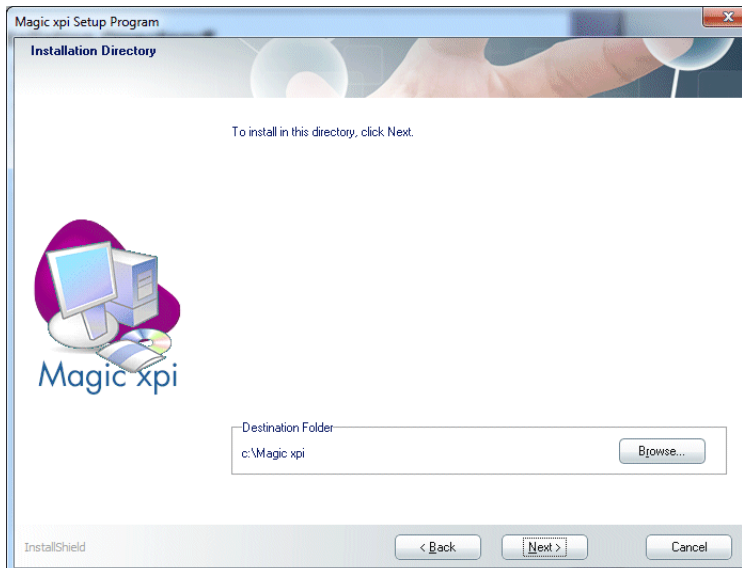 Magic xpi Setup Program
Installation Directory
To install in this directory, click Next.
Magic xpi
Destination Folder
c:\Magic xpi
Browse...
InstallShield
< Back
Next >
Cancel